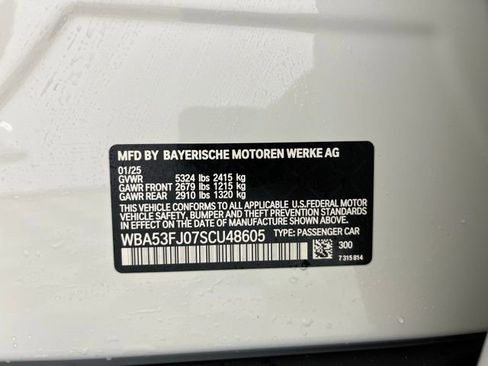 MFD BY BAYERISCHE MOTOREN WERKE AG
01/25
GVWR 5324 lbs 2415 kg
GAWR FRONT 2679 lbs 1215 kg
GAWR REAR 2910 lbs 1320 kg
THIS VEHICLE CONFORMS TO ALL APPLICABLE U.S.FEDERAL MOTOR
VEHICLE SAFETY, BUMPER, AND THEFT PREVENTION STANDARDS
IN EFFECT ON THE DATE OF MANUFACTURE SHOWN ABOVE.
WBA53FJ07SCU48605 TYPE: PASSENGER CAR
300
7 315 814